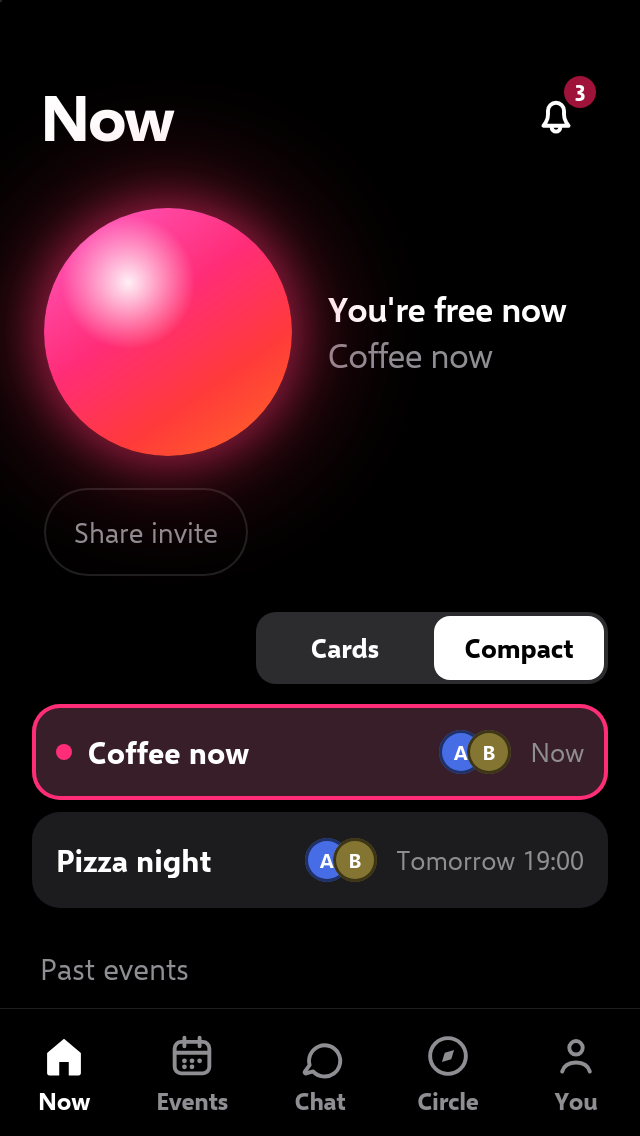 Now
3
You're free now
Coffee now
Share invite
Cards Compact
Coffee now A B Now
Pizza night A B Tomorrow 19:00
Past events
Now Events Chat Circle You